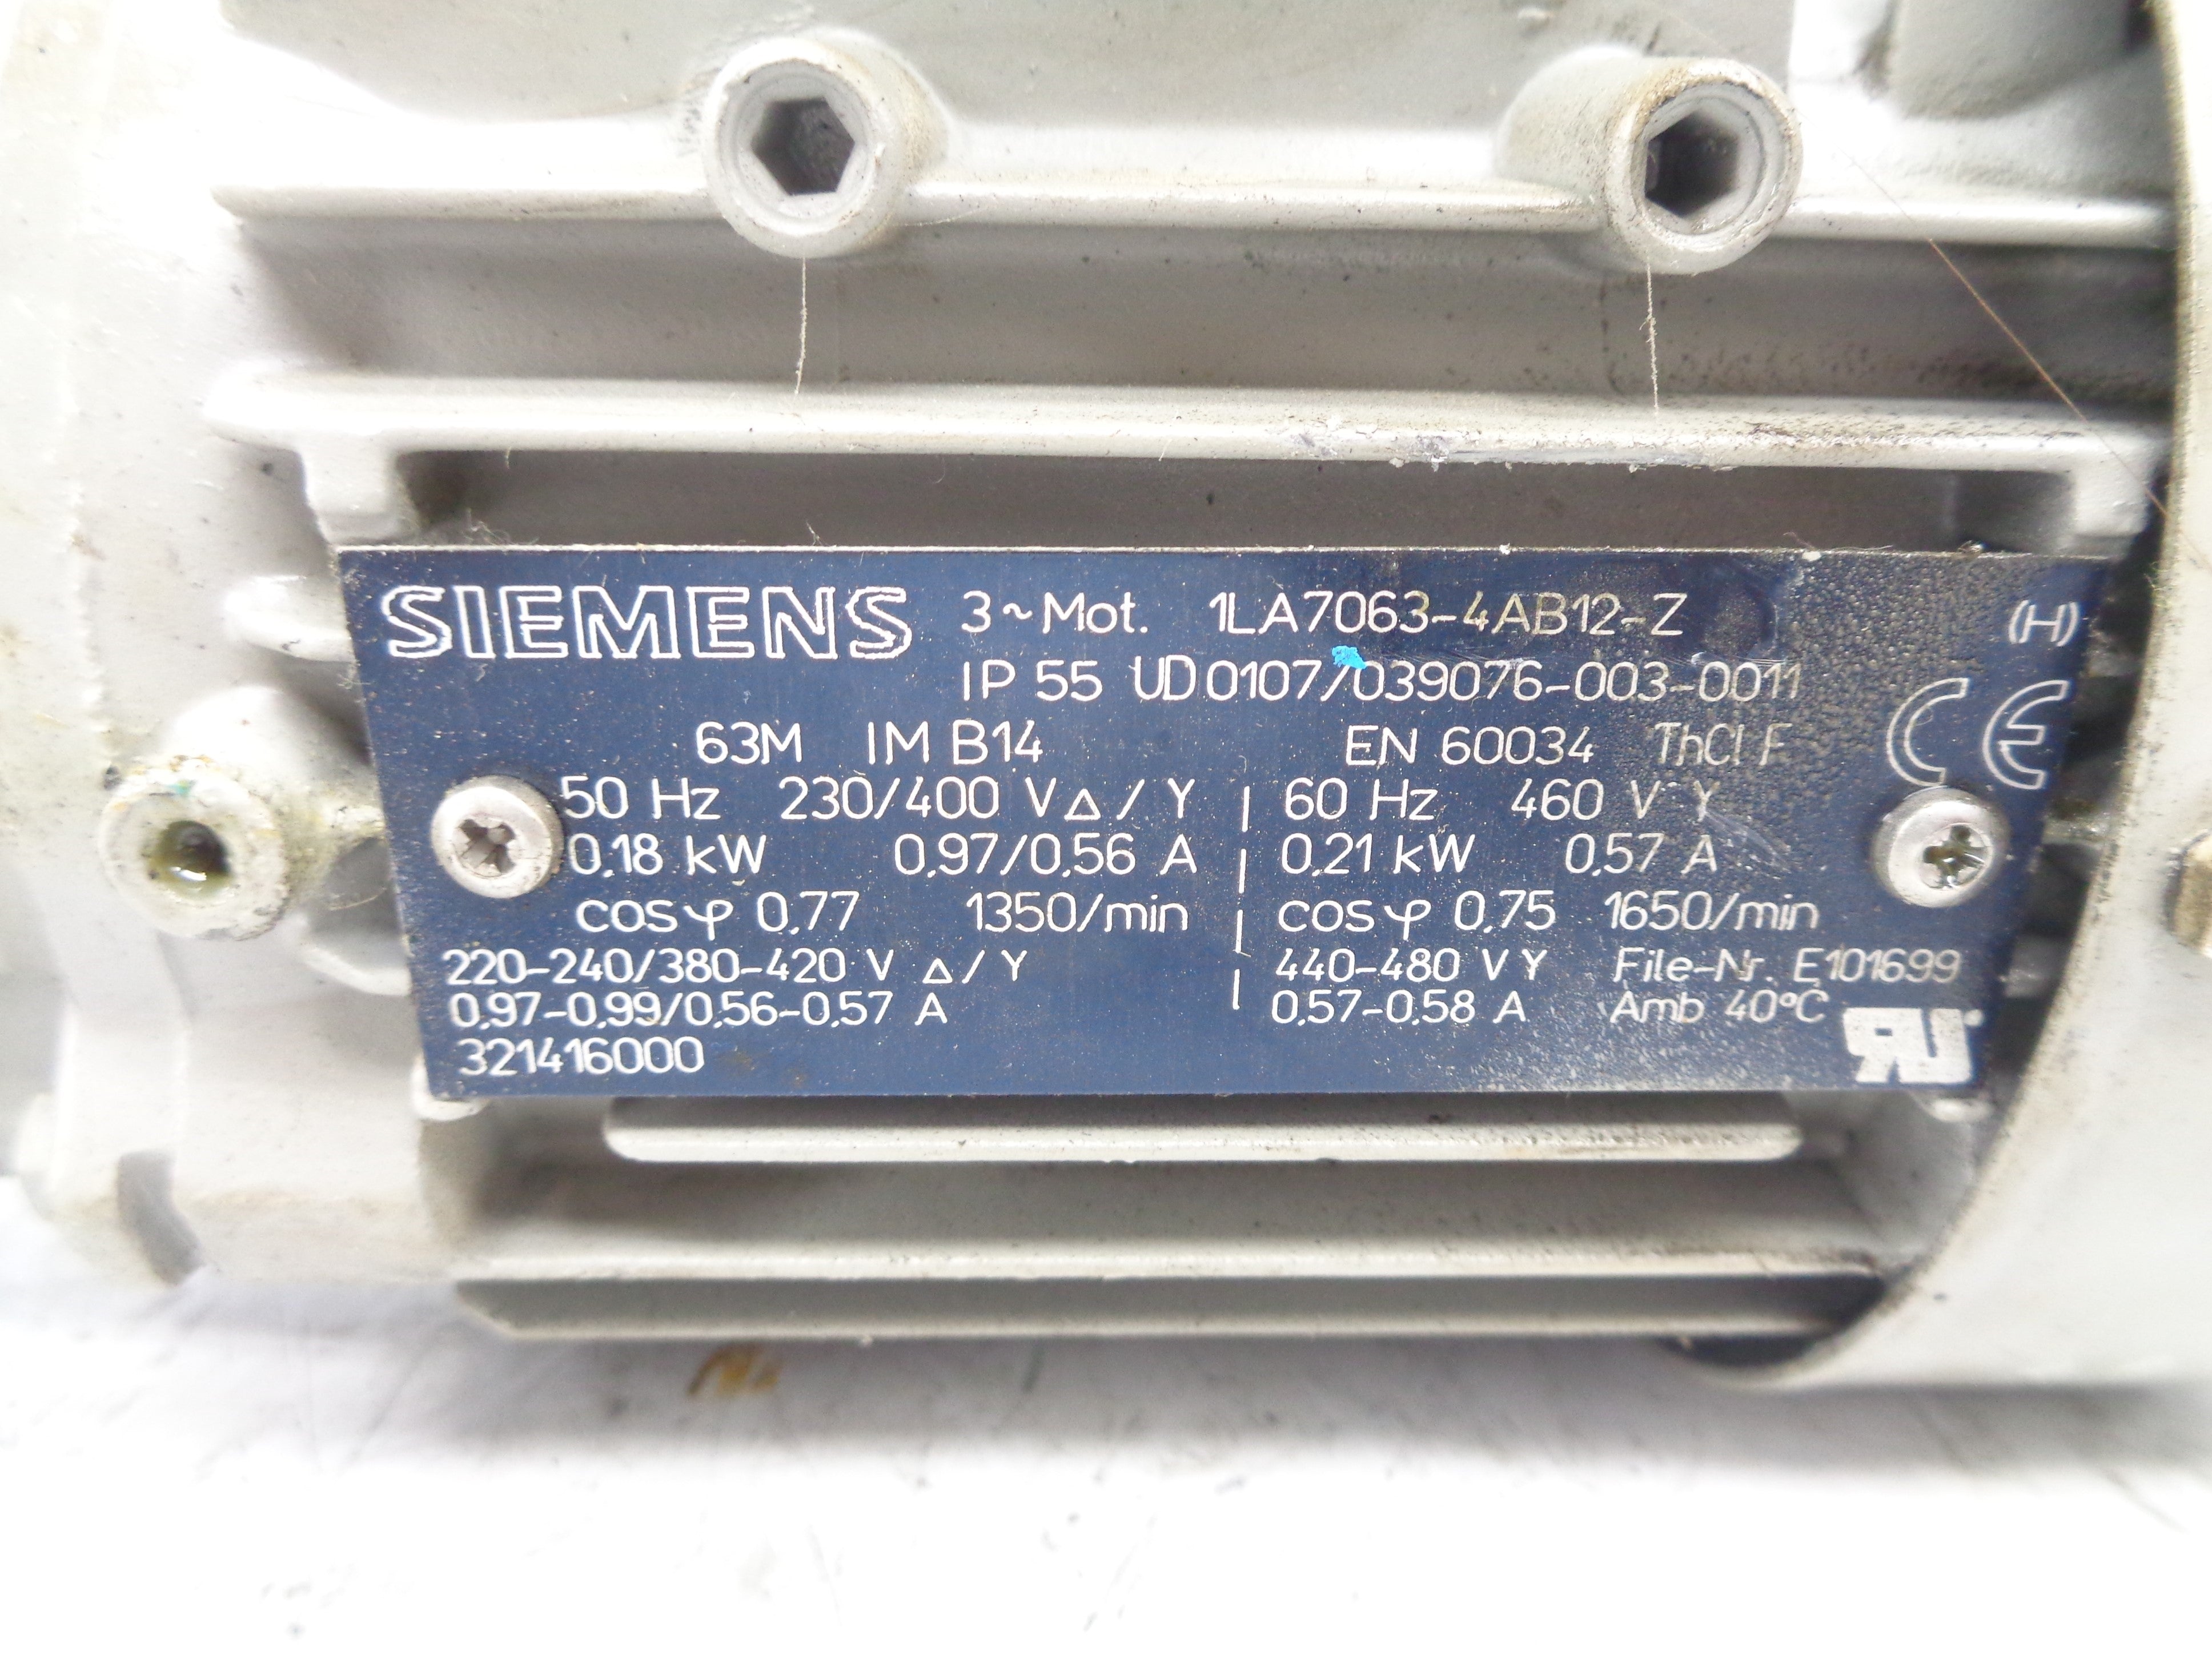 SIEMENS 3~Mot. 1LA7063-4AB12-Z (H)
IP 55 UD 0107/039076-003-0011
63M IM B14 EN 60034 ThCl F CE
50 Hz 230/400 V △/Y 60 Hz 460 V Y
0,18 kW 0,97/0,56 A 0,21 kW 0,57 A
cos φ 0,77 1350/min cos φ 0,75 1650/min
220-240/380-420 V △/Y 440-480 V Y File-Nr. E101699
0,97-0,99/0,56-0,57 A 0,57-0,58 A Amb 40°C
321416000